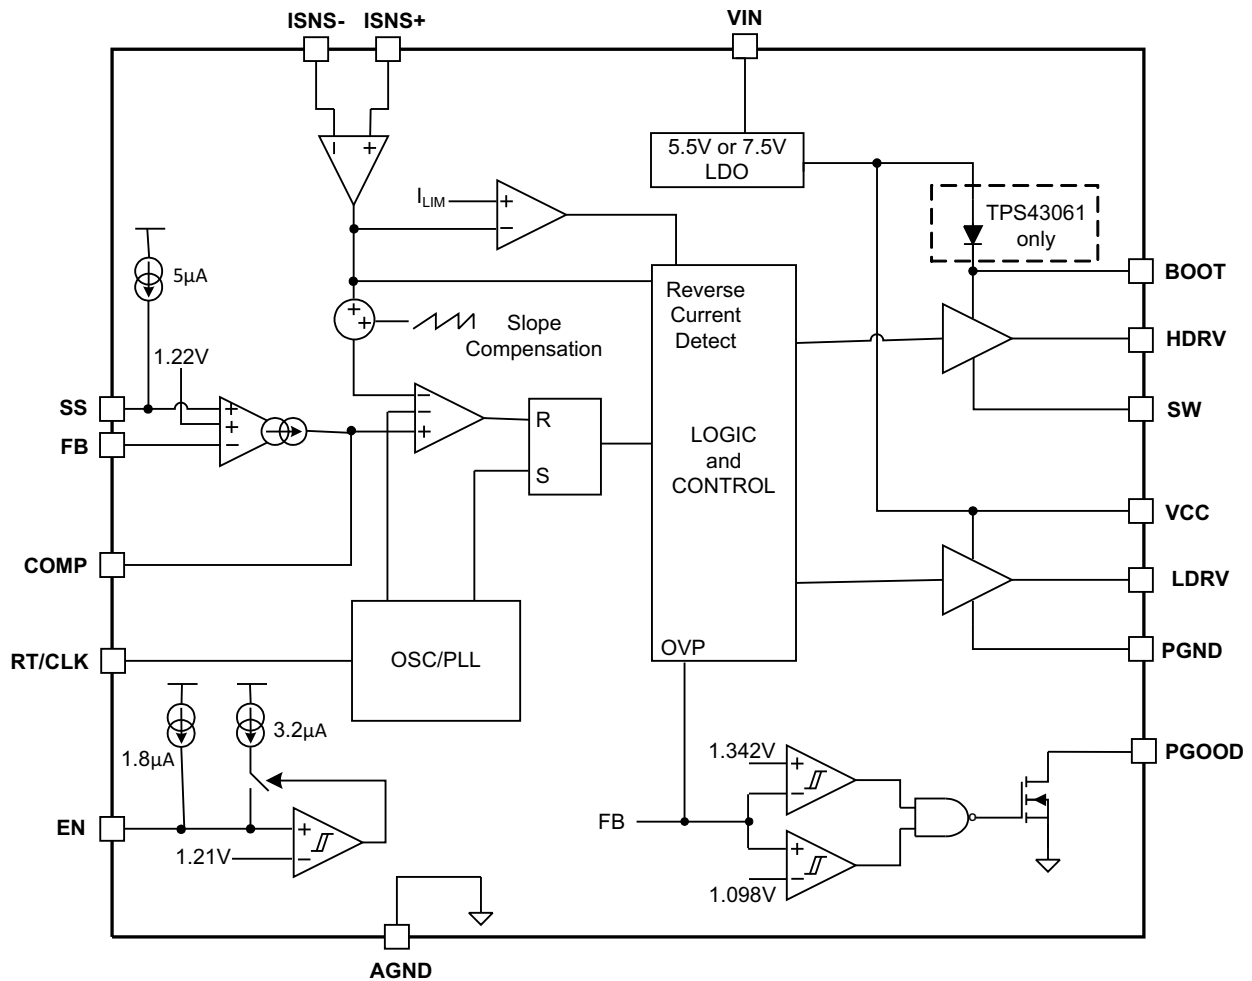 ISNS- ISNS+ VIN
5.5V or 7.5V
LDO
I_LIM
TPS43061
only
5µA
BOOT
Reverse
Current
Detect
Slope
Compensation
HDRV
1.22V
SS
SW
FB
R
S
LOGIC
and
CONTROL
VCC
COMP
LDRV
RT/CLK
OSC/PLL
OVP
PGND
1.8µA
3.2µA
1.342V
PGOOD
EN
FB
1.21V
1.098V
AGND